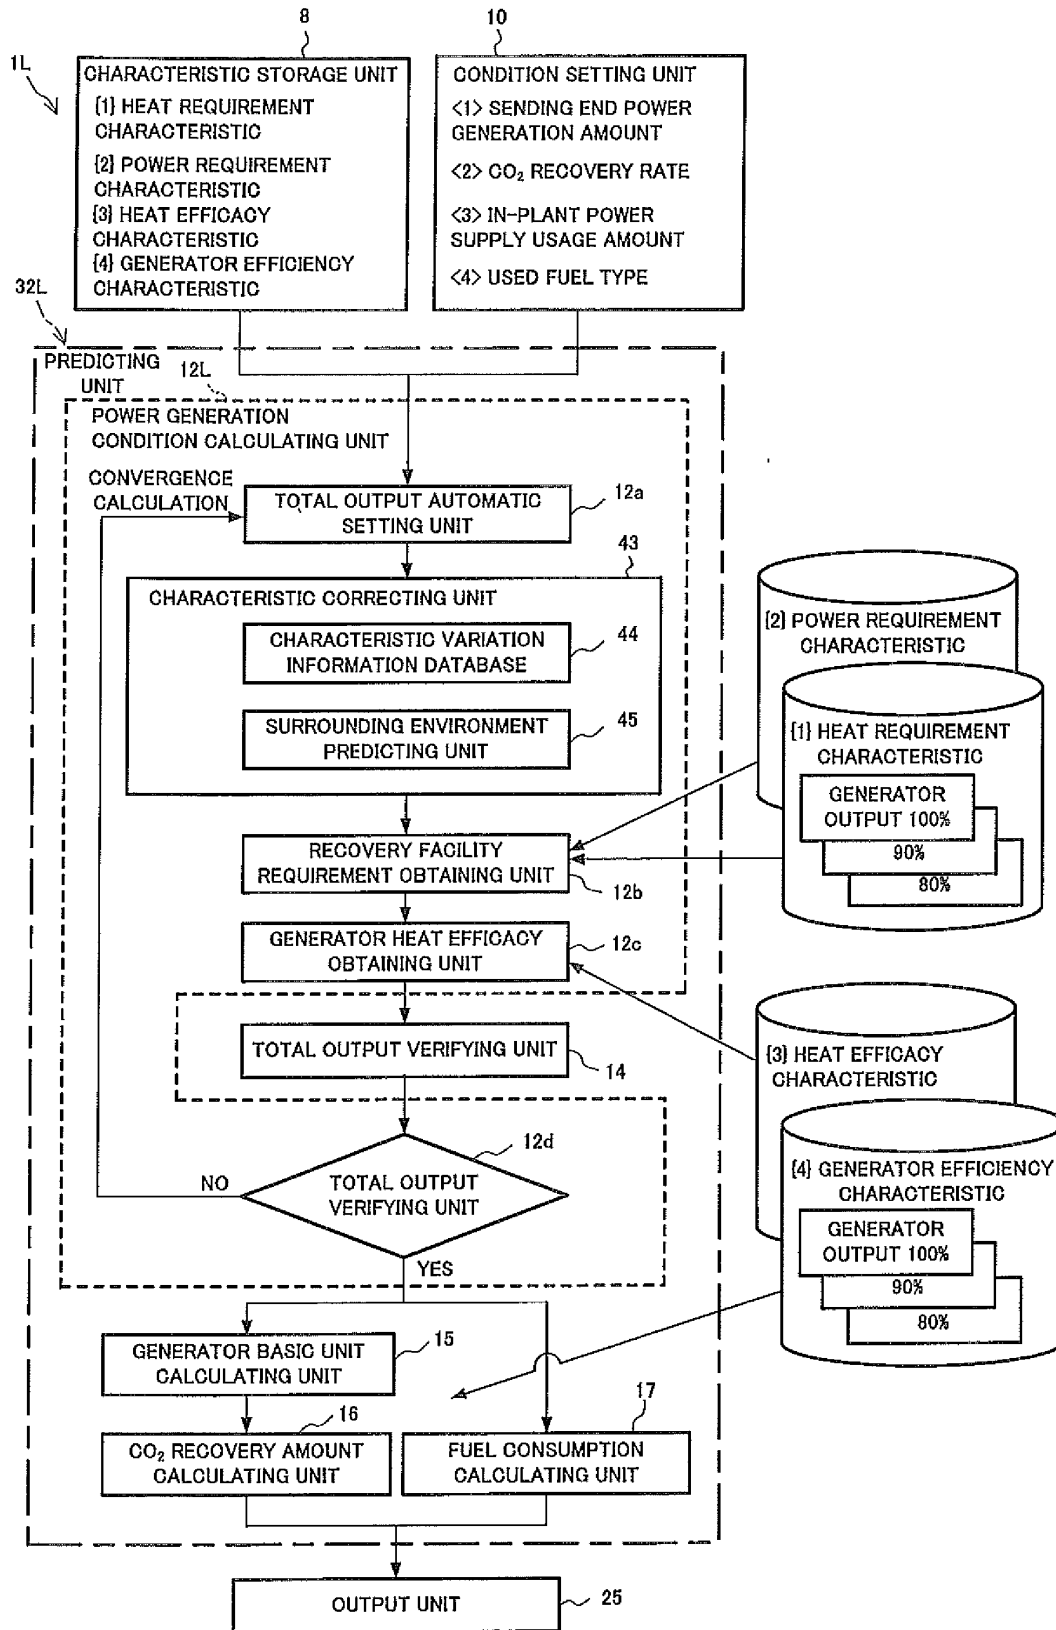 8
10
1L
CHARACTERISTIC STORAGE UNIT
{1} HEAT REQUIREMENT
CHARACTERISTIC
{2} POWER REQUIREMENT
CHARACTERISTIC
{3} HEAT EFFICACY
CHARACTERISTIC
{4} GENERATOR EFFICIENCY
CHARACTERISTIC
CONDITION SETTING UNIT
<1> SENDING END POWER
GENERATION AMOUNT
<2> CO₂ RECOVERY RATE
<3> IN-PLANT POWER
SUPPLY USAGE AMOUNT
<4> USED FUEL TYPE
32L
PREDICTING
UNIT
12L
POWER GENERATION
CONDITION CALCULATING UNIT
CONVERGENCE
CALCULATION
TOTAL OUTPUT AUTOMATIC
SETTING UNIT
12a
43
CHARACTERISTIC CORRECTING UNIT
CHARACTERISTIC VARIATION
INFORMATION DATABASE
44
SURROUNDING ENVIRONMENT
PREDICTING UNIT
45
RECOVERY FACILITY
REQUIREMENT OBTAINING UNIT
12b
GENERATOR HEAT EFFICACY
OBTAINING UNIT
12c
TOTAL OUTPUT VERIFYING UNIT
14
12d
NO
TOTAL OUTPUT
VERIFYING UNIT
YES
GENERATOR BASIC UNIT
CALCULATING UNIT
15
16
CO₂ RECOVERY AMOUNT
CALCULATING UNIT
17
FUEL CONSUMPTION
CALCULATING UNIT
OUTPUT UNIT
25
{2} POWER REQUIREMENT
CHARACTERISTIC
{1} HEAT REQUIREMENT
CHARACTERISTIC
GENERATOR
OUTPUT 100%
90%
80%
{3} HEAT EFFICACY
CHARACTERISTIC
{4} GENERATOR EFFICIENCY
CHARACTERISTIC
GENERATOR
OUTPUT 100%
90%
80%